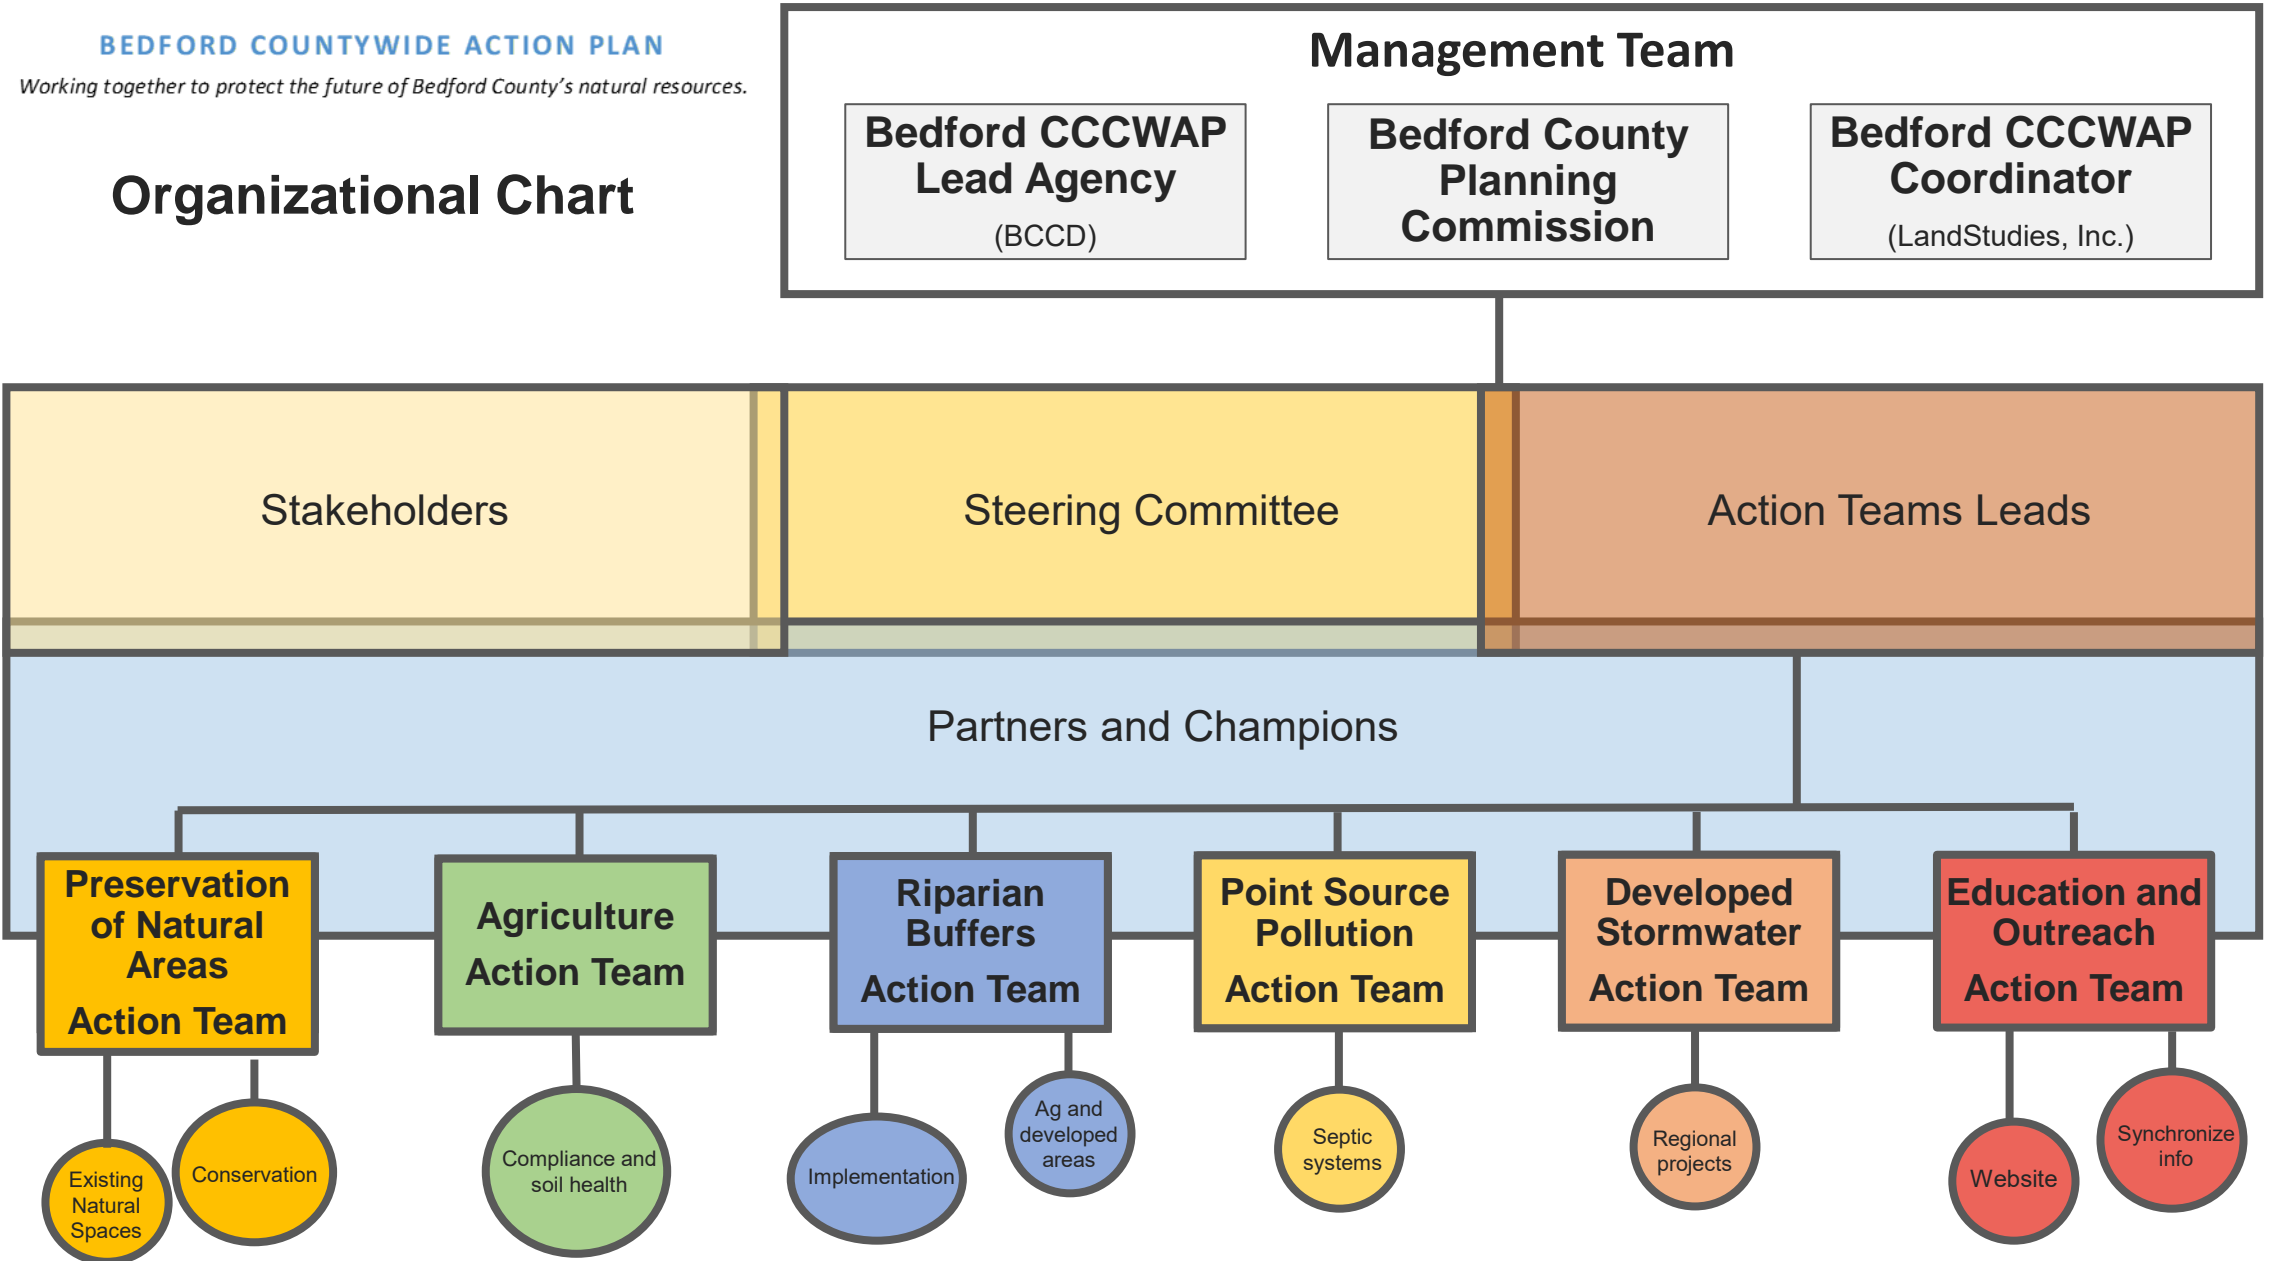 BEDFORD COUNTYWIDE ACTION PLAN
Working together to protect the future of Bedford County's natural resources.
Organizational Chart
Management Team
Bedford CCCWAP
Lead Agency
(BCCD)
Bedford County
Planning
Commission
Bedford CCCWAP
Coordinator
(LandStudies, Inc.)
Stakeholders
Steering Committee
Action Teams Leads
Partners and Champions
Preservation
of Natural
Areas
Action Team
Agriculture
Action Team
Riparian
Buffers
Action Team
Point Source
Pollution
Action Team
Developed
Stormwater
Action Team
Education and
Outreach
Action Team
Existing
Natural
Spaces
Conservation
Compliance and
soil health
Implementation
Ag and
developed
areas
Septic
systems
Regional
projects
Website
Synchronize
info